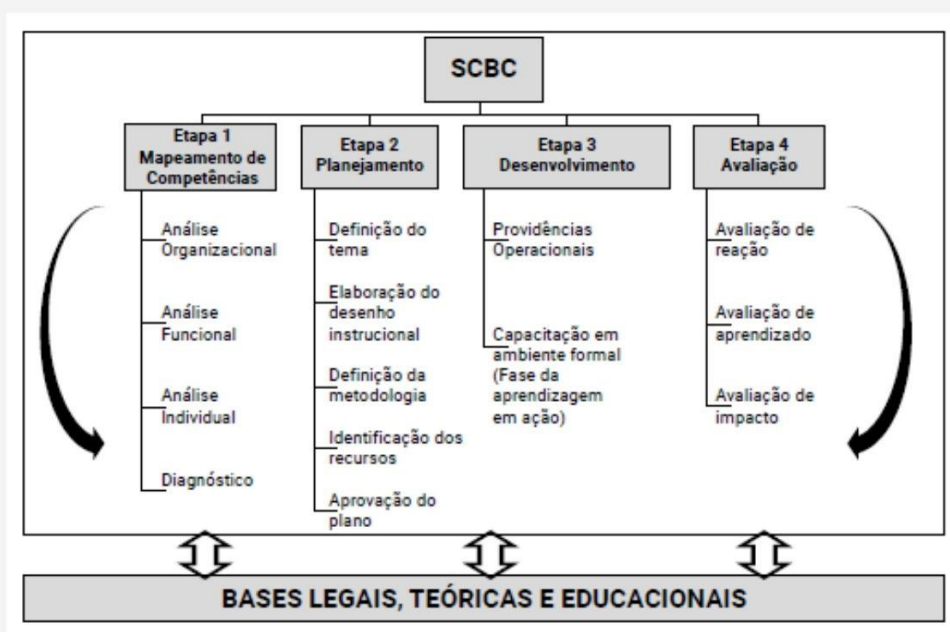 SCBC
Etapa 1
Mapeamento de
Competências
Análise
Organizacional
Análise
Funcional
Análise
Individual
Diagnóstico
Etapa 2
Planejamento
Definição do
tema
Elaboração do
desenho
instrucional
Definição da
metodologia
Identificação dos
recursos
Aprovação do
plano
Etapa 3
Desenvolvimento
Providências
Operacionais
Capacitação em
ambiente formal
(Fase da
aprendizagem
em ação)
Etapa 4
Avaliação
Avaliação de
reação
Avaliação de
aprendizado
Avaliação de
impacto
BASES LEGAIS, TEÓRICAS E EDUCACIONAIS